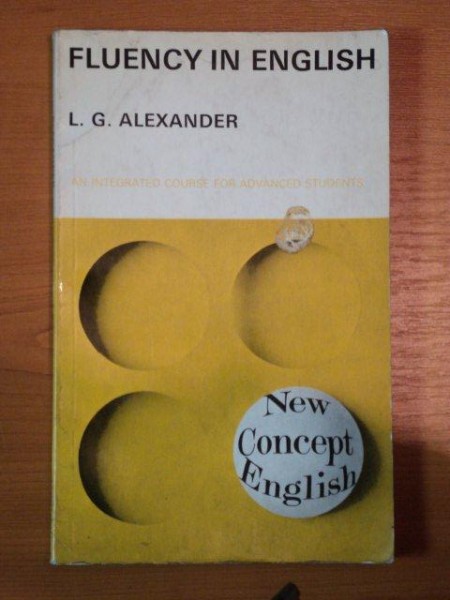 FLUENCY IN ENGLISH
L. G. ALEXANDER
AN INTEGRATED COURSE FOR ADVANCED STUDENTS
New
Concept
English